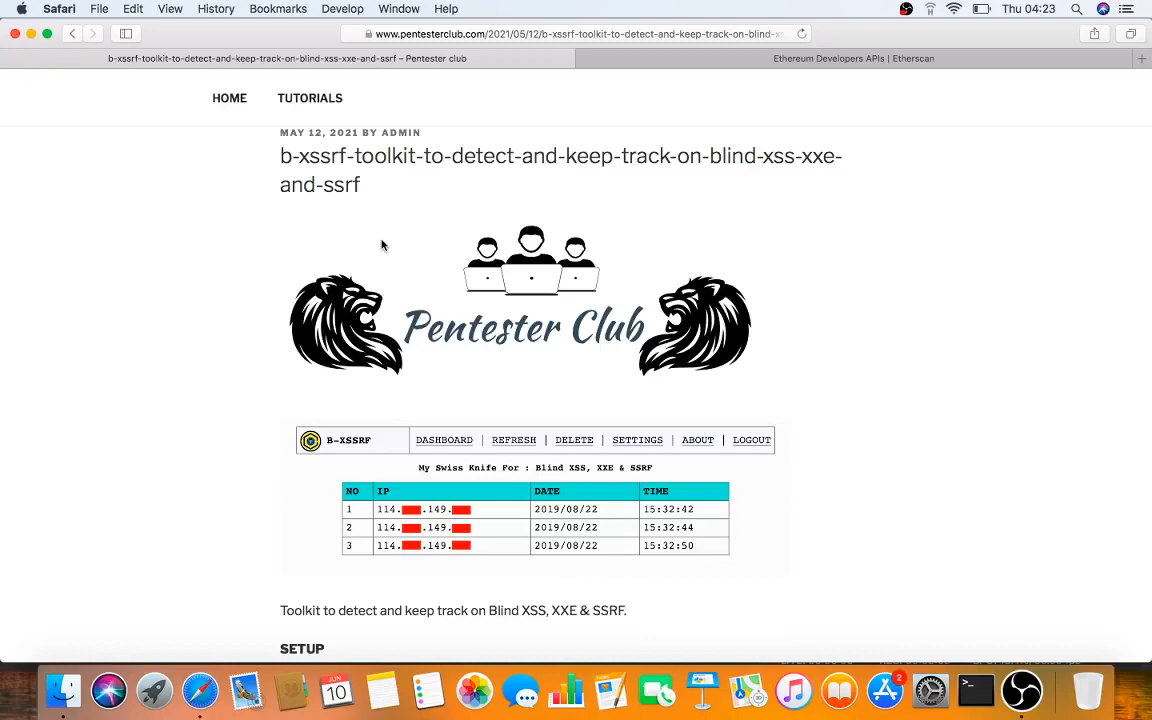 Safari File Edit View History Bookmarks Develop Window Help Thu 04:23
www.pentesterclub.com/2021/05/12/b-xssrf-toolkit-to-detect-and-keep-track-on-blind-xs
b-xssrf-toolkit-to-detect-and-keep-track-on-blind-xss-xxe-and-ssrf – Pentester club Ethereum Developers APIs | Etherscan
HOME TUTORIALS
MAY 12, 2021 BY ADMIN
b-xssrf-toolkit-to-detect-and-keep-track-on-blind-xss-xxe-
and-ssrf
Pentester Club
B-XSSRF DASHBOARD | REFRESH | DELETE | SETTINGS | ABOUT | LOGOUT
My Swiss Knife For : Blind XSS, XXE & SSRF
NO IP DATE TIME
1 114. .149. 2019/08/22 15:32:42
2 114. .149. 2019/08/22 15:32:44
3 114. .149. 2019/08/22 15:32:50
Toolkit to detect and keep track on Blind XSS, XXE & SSRF.
SETUP
JUN
10
2